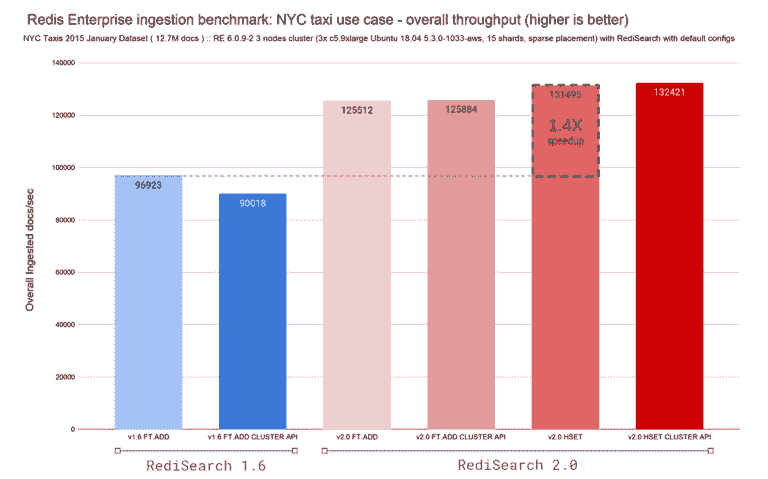 Redis Enterprise ingestion benchmark: NYC taxi use case - overall throughput (higher is better)
NYC Taxis 2015 January Dataset ( 12.7M docs ) :: RE 6.0.9-2 3 nodes cluster (3x c5.9xlarge Ubuntu 18.04 5.3.0-1033-aws, 15 shards, sparse placement) with RediSearch with default configs
Overall Ingested docs/sec
140000
120000
100000
80000
60000
40000
20000
0
96923
90018
125512
125884
131495
1.4X
speedup
132421
v1.6 FT.ADD
v1.6 FT.ADD CLUSTER API
v2.0 FT.ADD
v2.0 FT.ADD CLUSTER API
v2.0 HSET
v2.0 HSET CLUSTER API
RediSearch 1.6
RediSearch 2.0